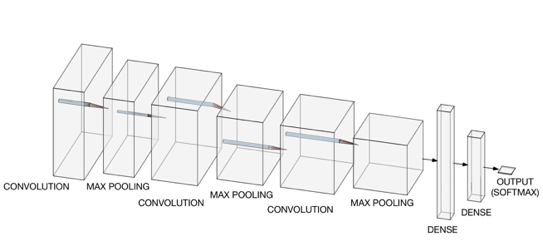 CONVOLUTION
MAX POOLING
CONVOLUTION
MAX POOLING
CONVOLUTION
MAX POOLING
DENSE
DENSE
OUTPUT
(SOFTMAX)